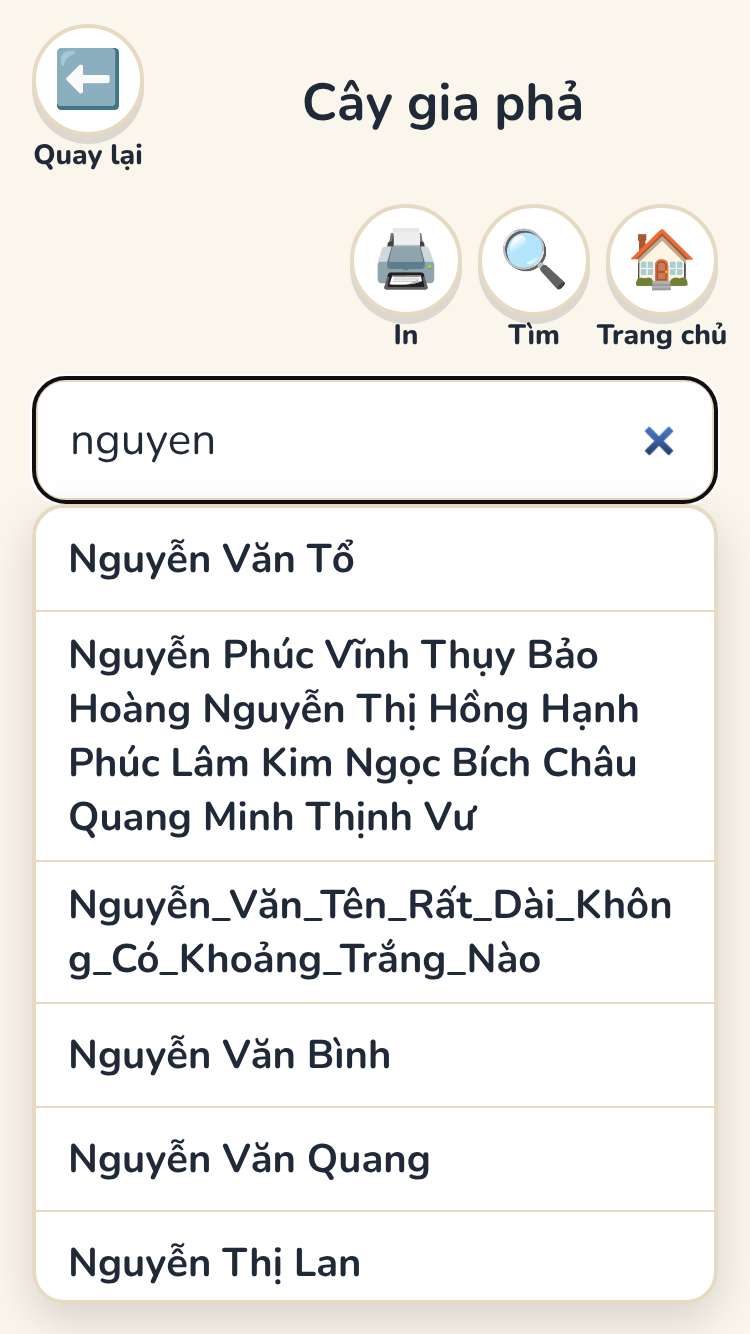 Cây gia phả
Quay lại
In
Tìm
Trang chủ
nguyen
Nguyễn Văn Tổ
Nguyễn Phúc Vĩnh Thụy Bảo
Hoàng Nguyễn Thị Hồng Hạnh
Phúc Lâm Kim Ngọc Bích Châu
Quang Minh Thịnh Vư
Nguyễn_Văn_Tên_Rất_Dài_Khôn
g_Có_Khoảng_Trắng_Nào
Nguyễn Văn Bình
Nguyễn Văn Quang
Nguyễn Thị Lan